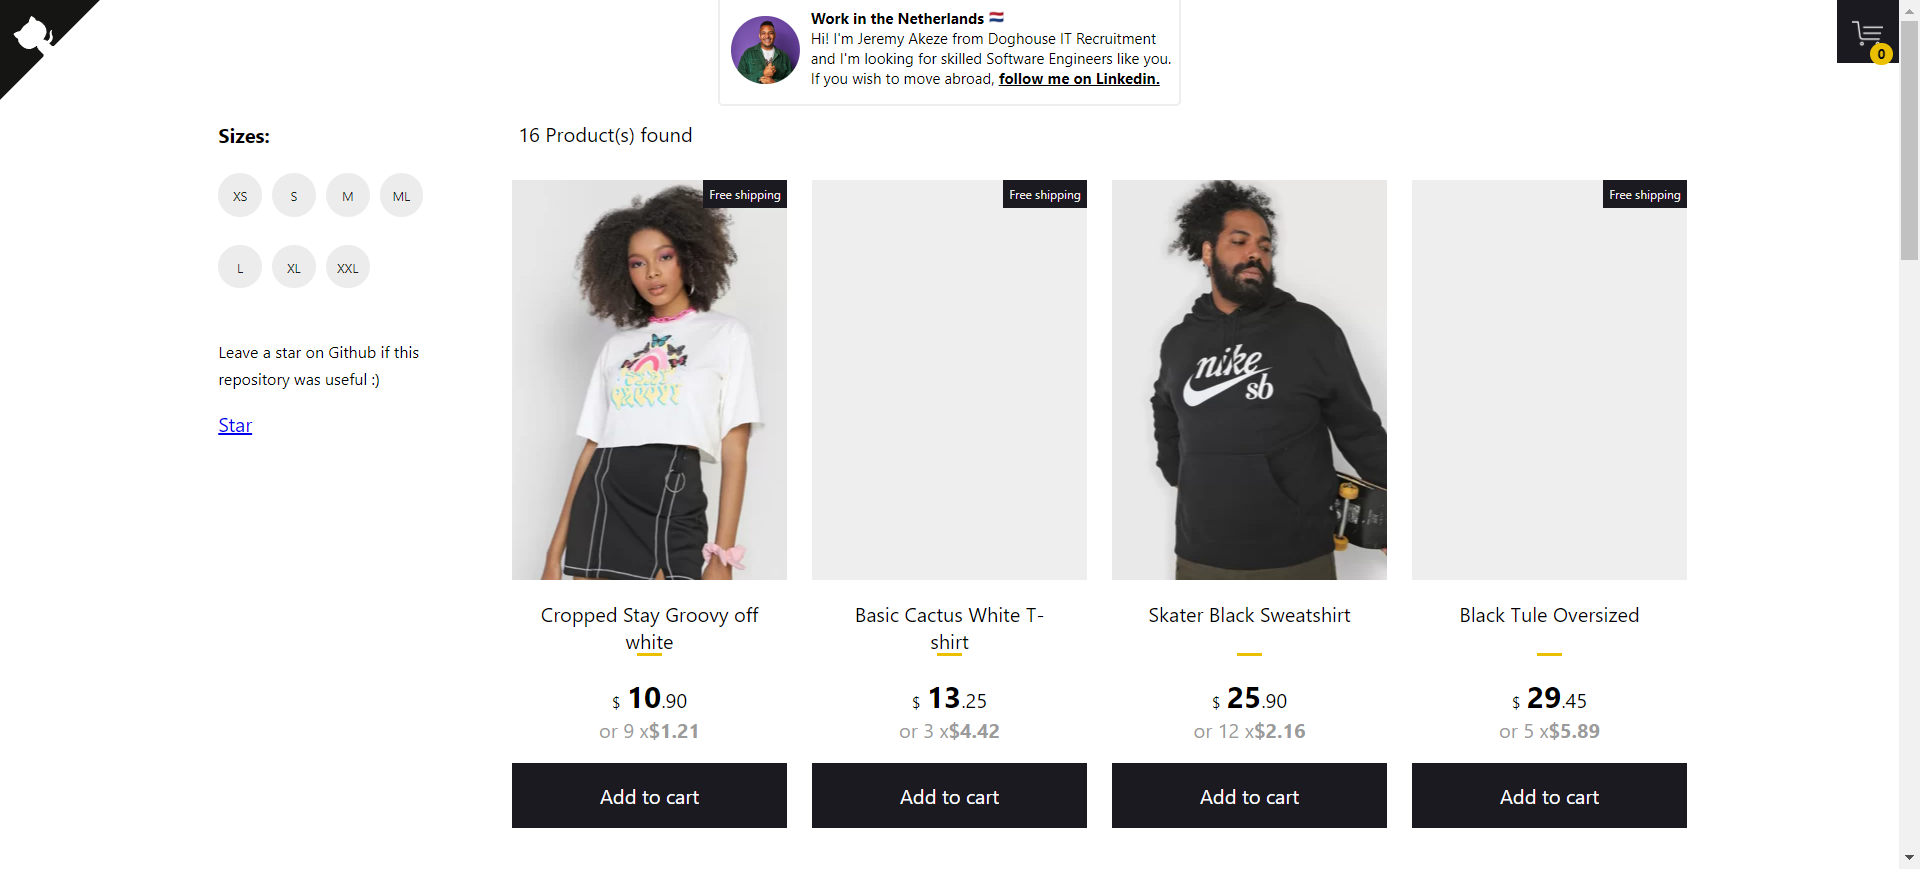 Work in the Netherlands 🇳🇱
Hi! I'm Jeremy Akeze from Doghouse IT Recruitment
and I'm looking for skilled Software Engineers like you.
If you wish to move abroad, follow me on Linkedin.
0
Sizes:
XS
S
M
ML
L
XL
XXL
Leave a star on Github if this
repository was useful :)
Star
16 Product(s) found
Free shipping
STAY
GROOVY
Cropped Stay Groovy off
white
$ 10.90
or 9 x$1.21
Add to cart
Free shipping
Basic Cactus White T-
shirt
$ 13.25
or 3 x$4.42
Add to cart
nike
sb
Skater Black Sweatshirt
$ 25.90
or 12 x$2.16
Add to cart
Free shipping
Black Tule Oversized
$ 29.45
or 5 x$5.89
Add to cart